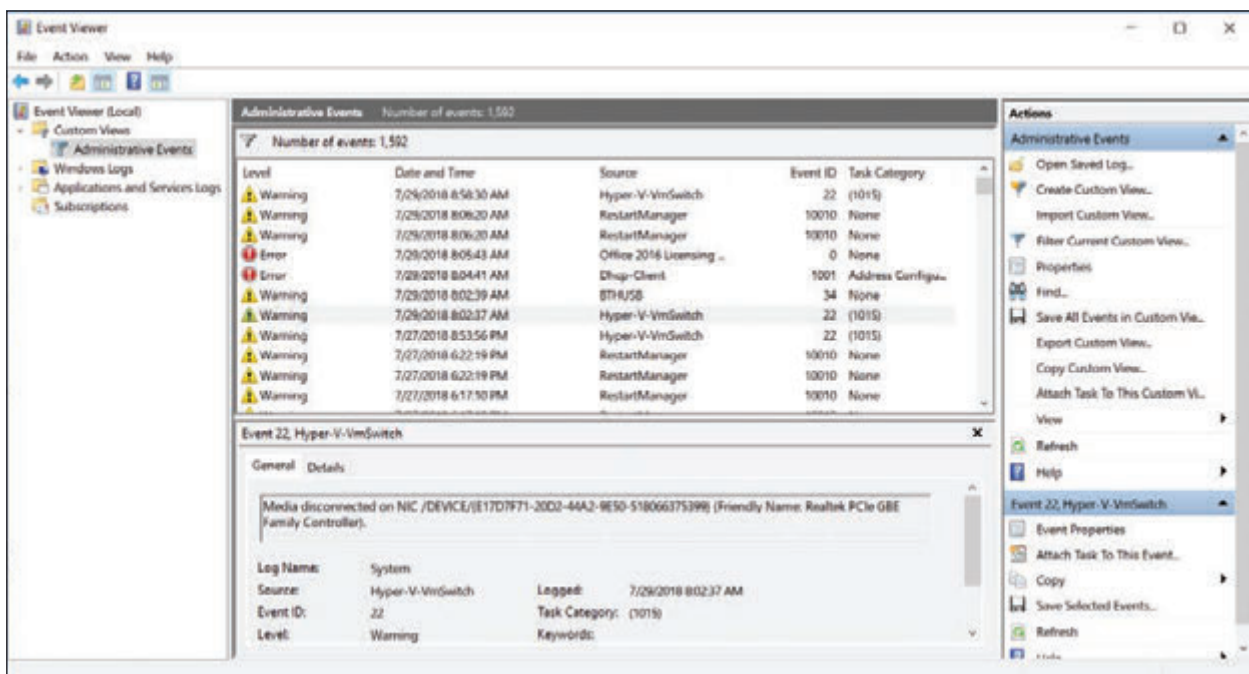 Event Viewer
File Action View Help
Event Viewer (Local)
Custom Views
Administrative Events
Windows Logs
Applications and Services Logs
Subscriptions
Administrative Events Number of events: 1,592
Number of events: 1,592
Level Date and Time Source Event ID Task Category
Warning 7/29/2018 8:58:30 AM Hyper-V-VmSwitch 22 (1015)
Warning 7/29/2018 8:06:20 AM RestartManager 10010 None
Warning 7/29/2018 8:06:20 AM RestartManager 10010 None
Error 7/29/2018 8:05:43 AM Office 2016 Licensing ... 0 None
Error 7/29/2018 8:04:41 AM Dhcp-Client 1001 Address Configu...
Warning 7/29/2018 8:02:39 AM BTHUSB 34 None
Warning 7/29/2018 8:02:37 AM Hyper-V-VmSwitch 22 (1015)
Warning 7/27/2018 8:53:56 PM Hyper-V-VmSwitch 22 (1015)
Warning 7/27/2018 6:22:19 PM RestartManager 10010 None
Warning 7/27/2018 6:22:19 PM RestartManager 10010 None
Warning 7/27/2018 6:17:10 PM RestartManager 10010 None
Event 22, Hyper-V-VmSwitch
General Details
Media disconnected on NIC /DEVICE/{E17D7F71-20D2-44A2-9E50-518066375399} (Friendly Name: Realtek PCIe GBE
Family Controller).
Log Name: System
Source: Hyper-V-VmSwitch Logged: 7/29/2018 8:02:37 AM
Event ID: 22 Task Category: (1015)
Level: Warning Keywords:
Actions
Administrative Events
Open Saved Log...
Create Custom View...
Import Custom View...
Filter Current Custom View...
Properties
Find...
Save All Events in Custom Vie...
Export Custom View...
Copy Custom View...
Attach Task To This Custom Vi...
View
Refresh
Help
Event 22, Hyper-V-VmSwitch
Event Properties
Attach Task To This Event...
Copy
Save Selected Events...
Refresh